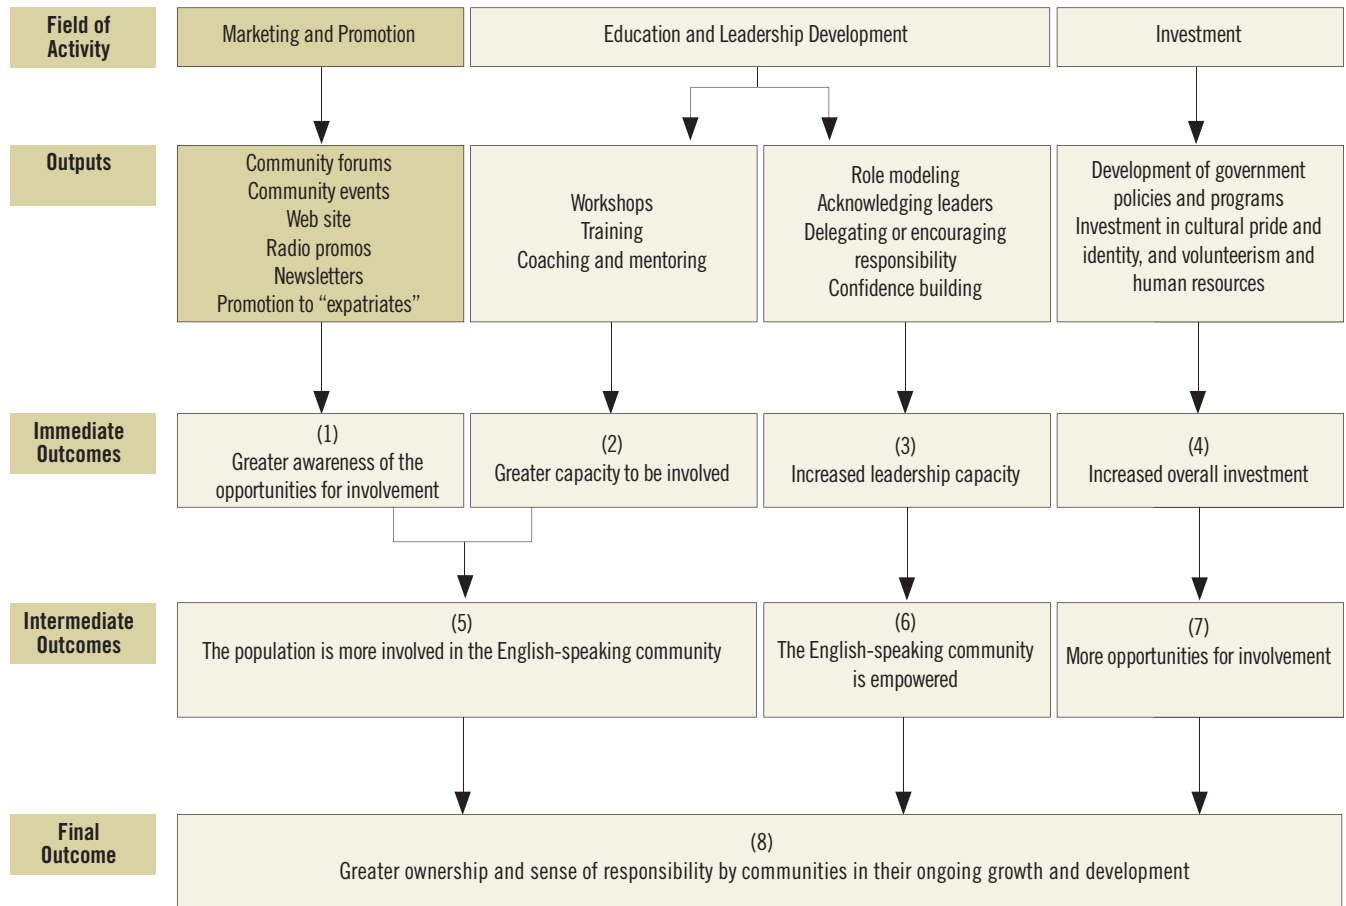 Field of
Activity
Marketing and Promotion
Education and Leadership Development
Investment
Outputs
Community forums
Community events
Web site
Radio promos
Newsletters
Promotion to “expatriates”
Workshops
Training
Coaching and mentoring
Role modeling
Acknowledging leaders
Delegating or encouraging
responsibility
Confidence building
Development of government
policies and programs
Investment in cultural pride and
identity, and volunteerism and
human resources
Immediate
Outcomes
(1)
Greater awareness of the
opportunities for involvement
(2)
Greater capacity to be involved
(3)
Increased leadership capacity
(4)
Increased overall investment
Intermediate
Outcomes
(5)
The population is more involved in the English-speaking community
(6)
The English-speaking community
is empowered
(7)
More opportunities for involvement
Final
Outcome
(8)
Greater ownership and sense of responsibility by communities in their ongoing growth and development